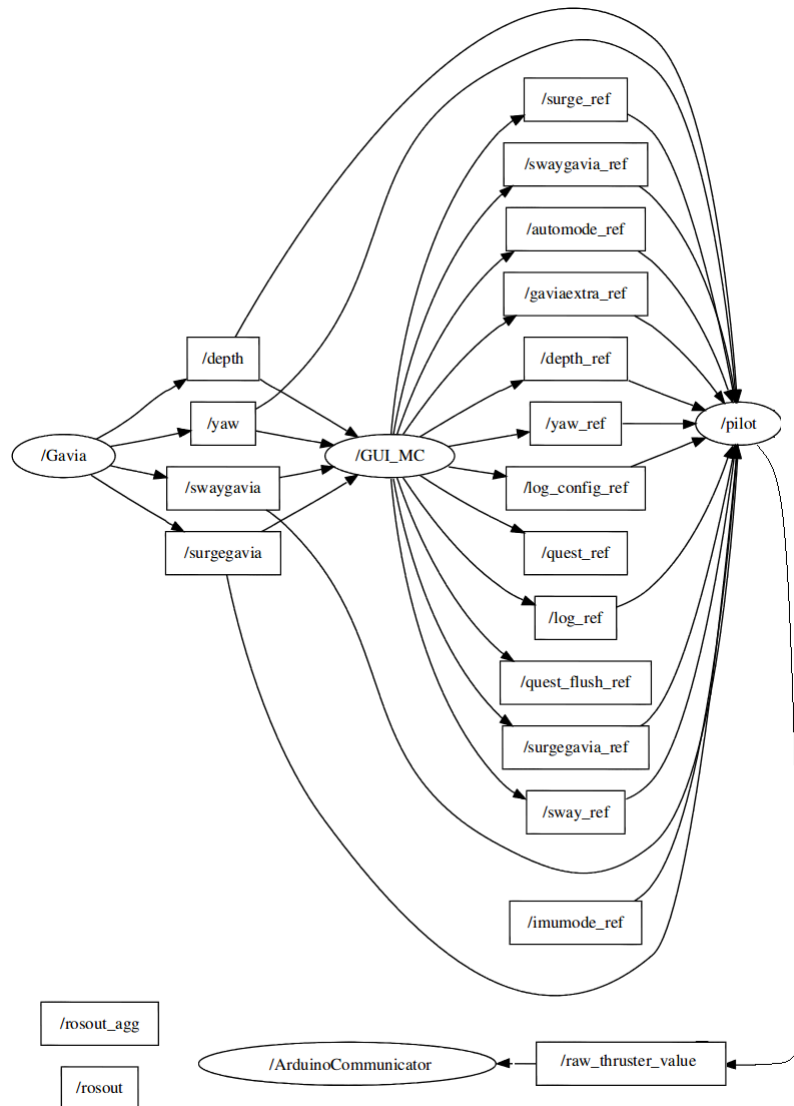 /surge_ref
/swaygavia_ref
/automode_ref
/gaviaextra_ref
/depth
/depth_ref
/yaw
/yaw_ref
/pilot
/Gavia
/GUI_MC
/swaygavia
/log_config_ref
/surgegavia
/quest_ref
/log_ref
/quest_flush_ref
/surgegavia_ref
/sway_ref
/imumode_ref
/rosout_agg
/ArduinoCommunicator
/raw_thruster_value
/rosout